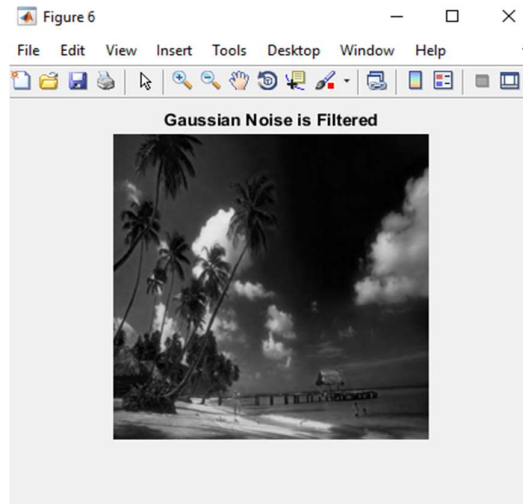 Figure 6
File Edit View Insert Tools Desktop Window Help
Gaussian Noise is Filtered